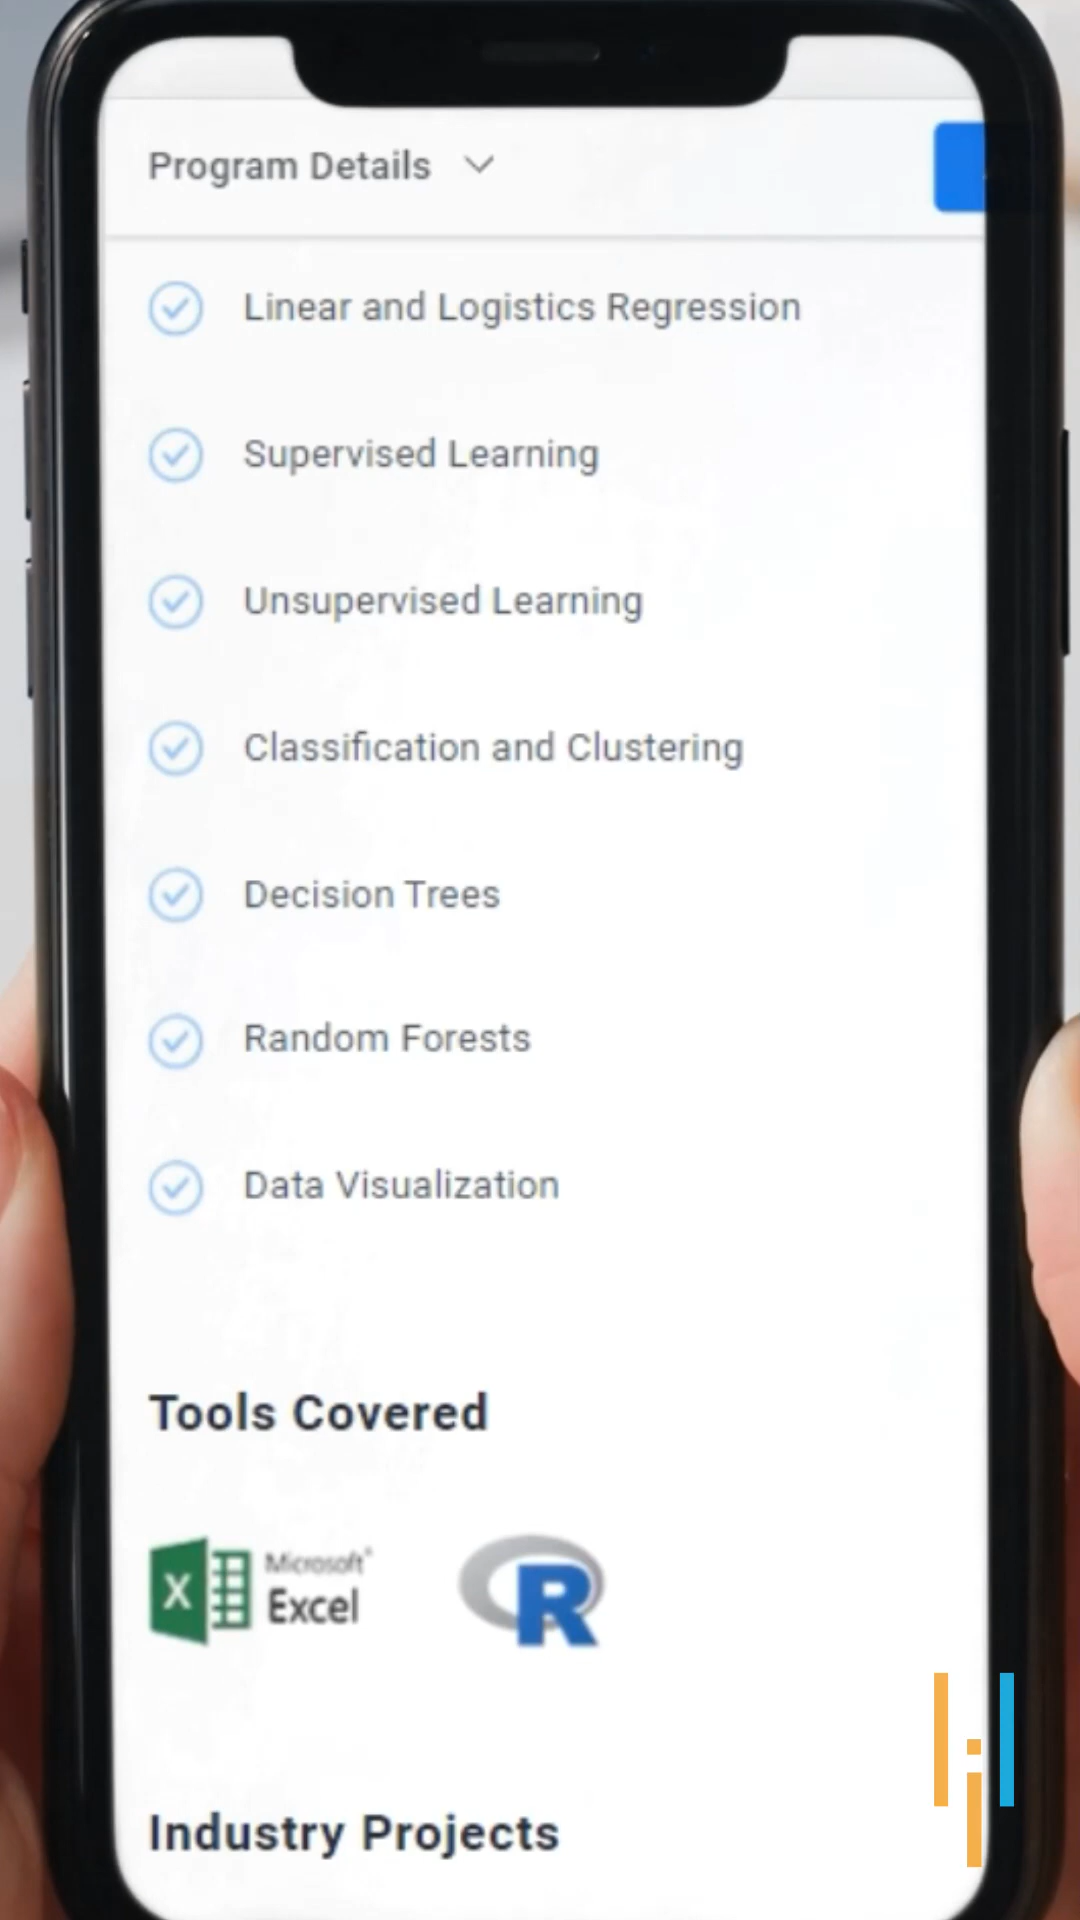 Program Details
Linear and Logistics Regression
Supervised Learning
Unsupervised Learning
Classification and Clustering
Decision Trees
Random Forests
Data Visualization
Tools Covered
X
Microsoft®
Excel
R
Industry Projects